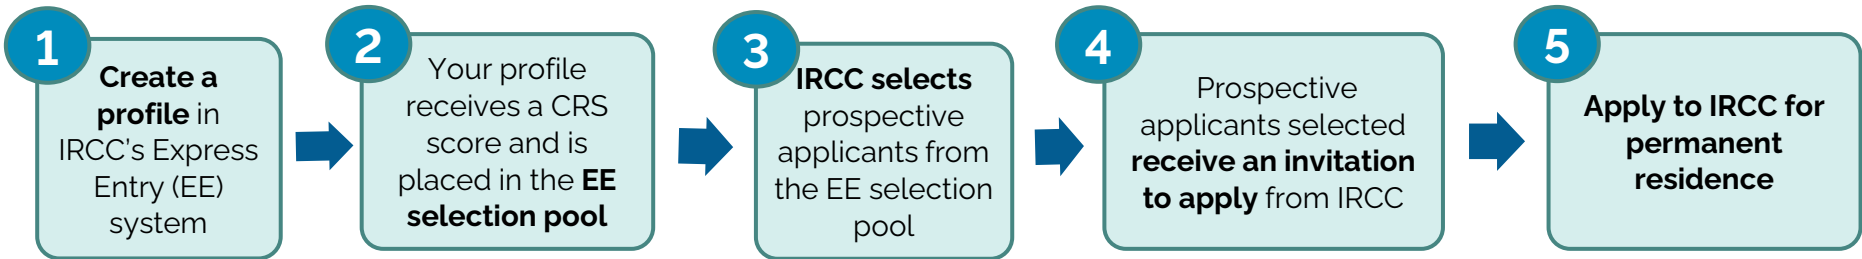 1
Create a
profile in
IRCC's Express
Entry (EE)
system
2
Your profile
receives a CRS
score and is
placed in the EE
selection pool
3
IRCC selects
prospective
applicants from
the EE selection
pool
4
Prospective
applicants selected
receive an invitation
to apply from IRCC
5
Apply to IRCC for
permanent
residence